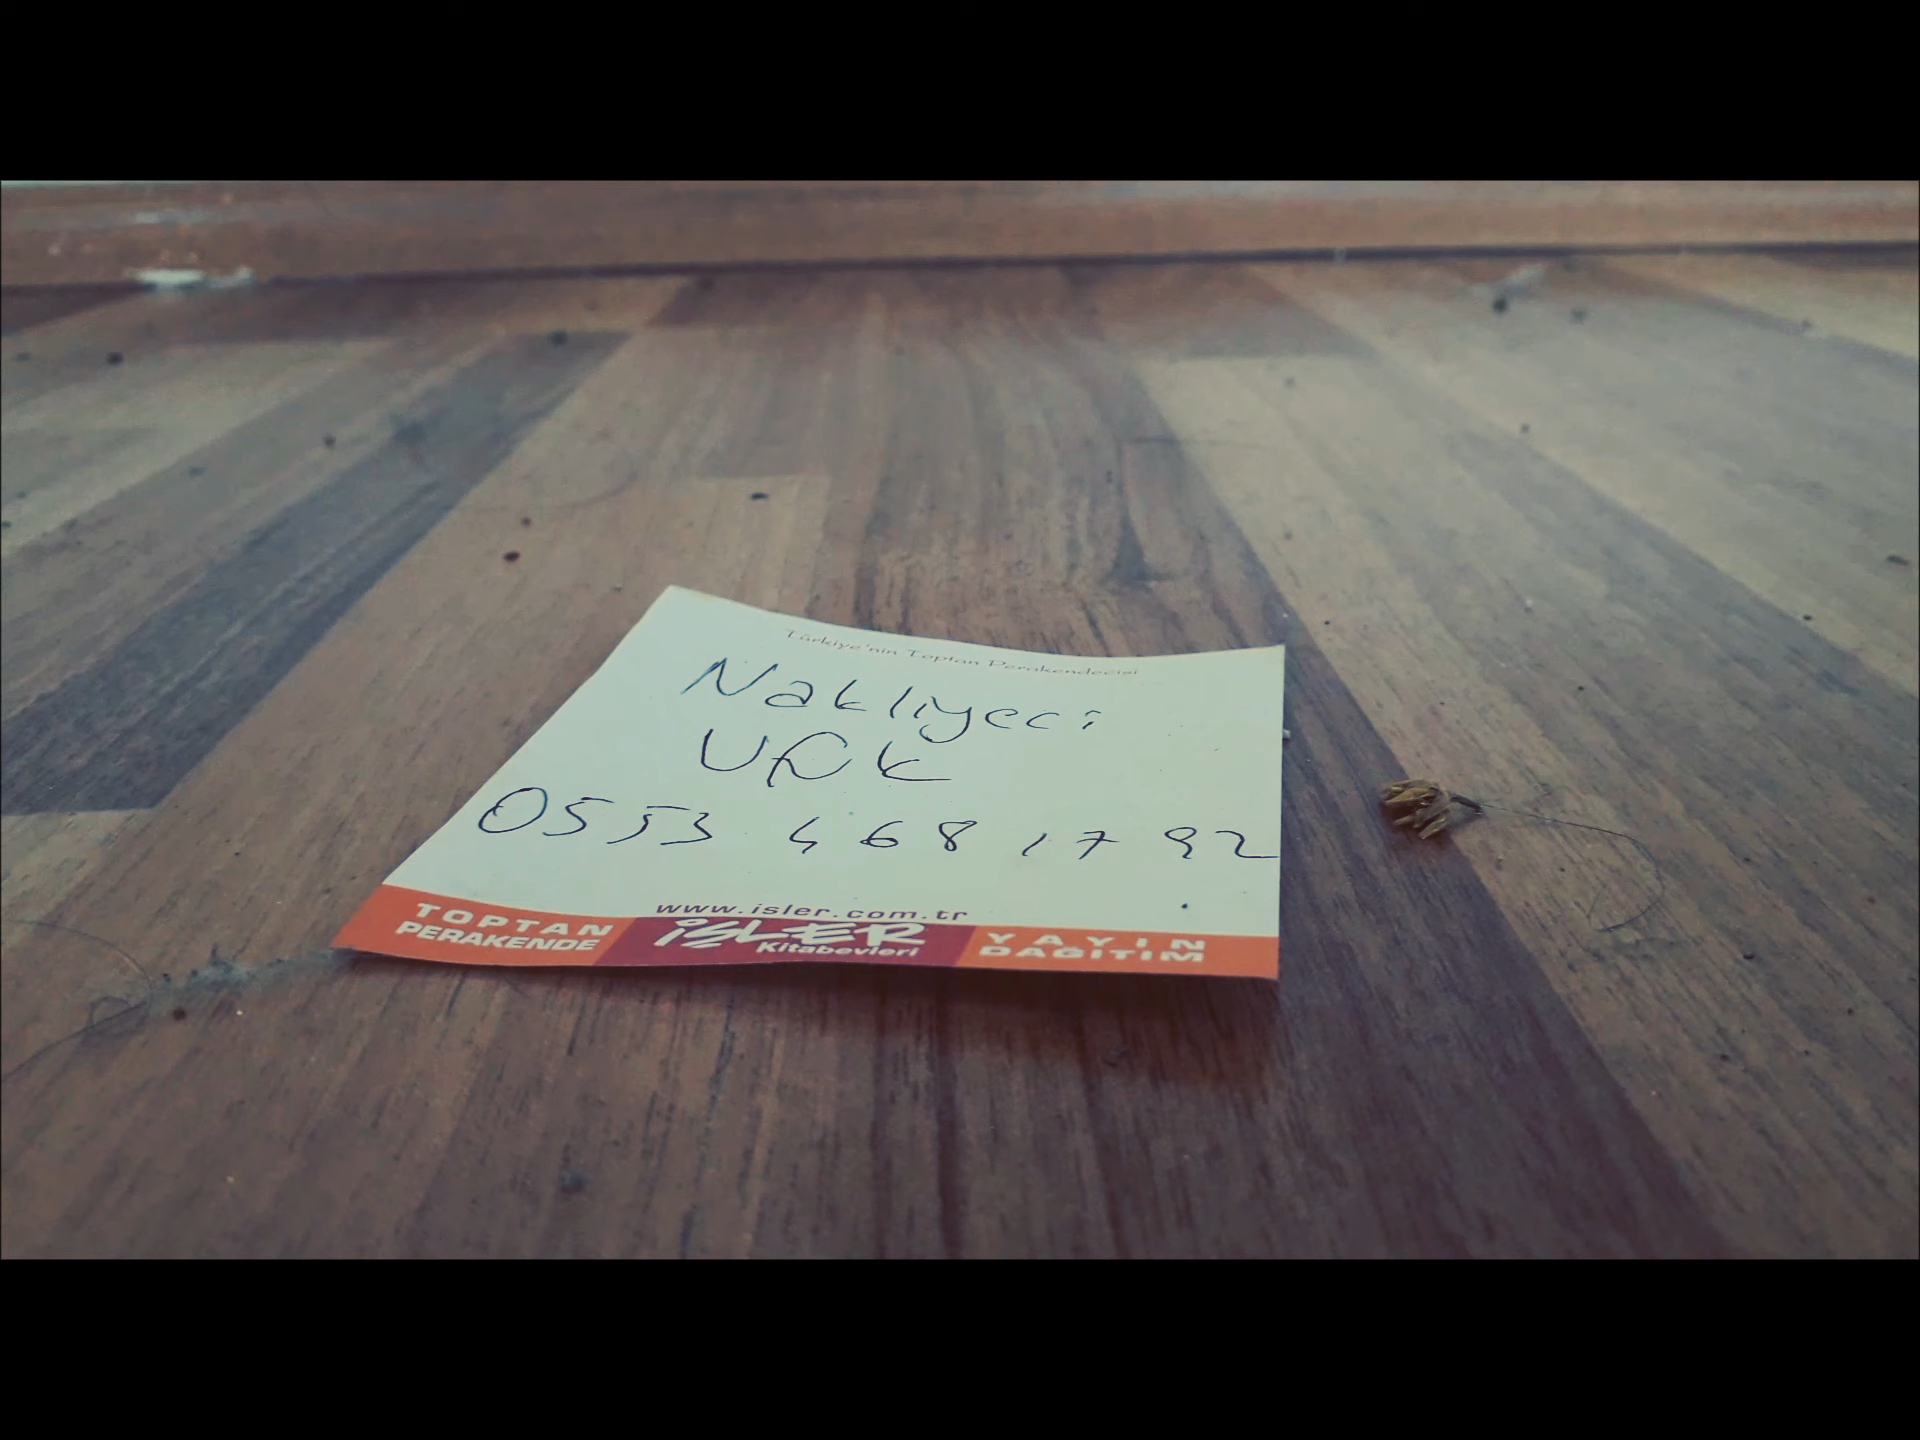 Türkiye'nin Toptan Perakendecisi
Nakliyeci
Ufuk
0553 468 17 92
www.isler.com.tr
TOPTAN PERAKENDE
İŞLER Kitabevleri
YAYIN DAĞITIM